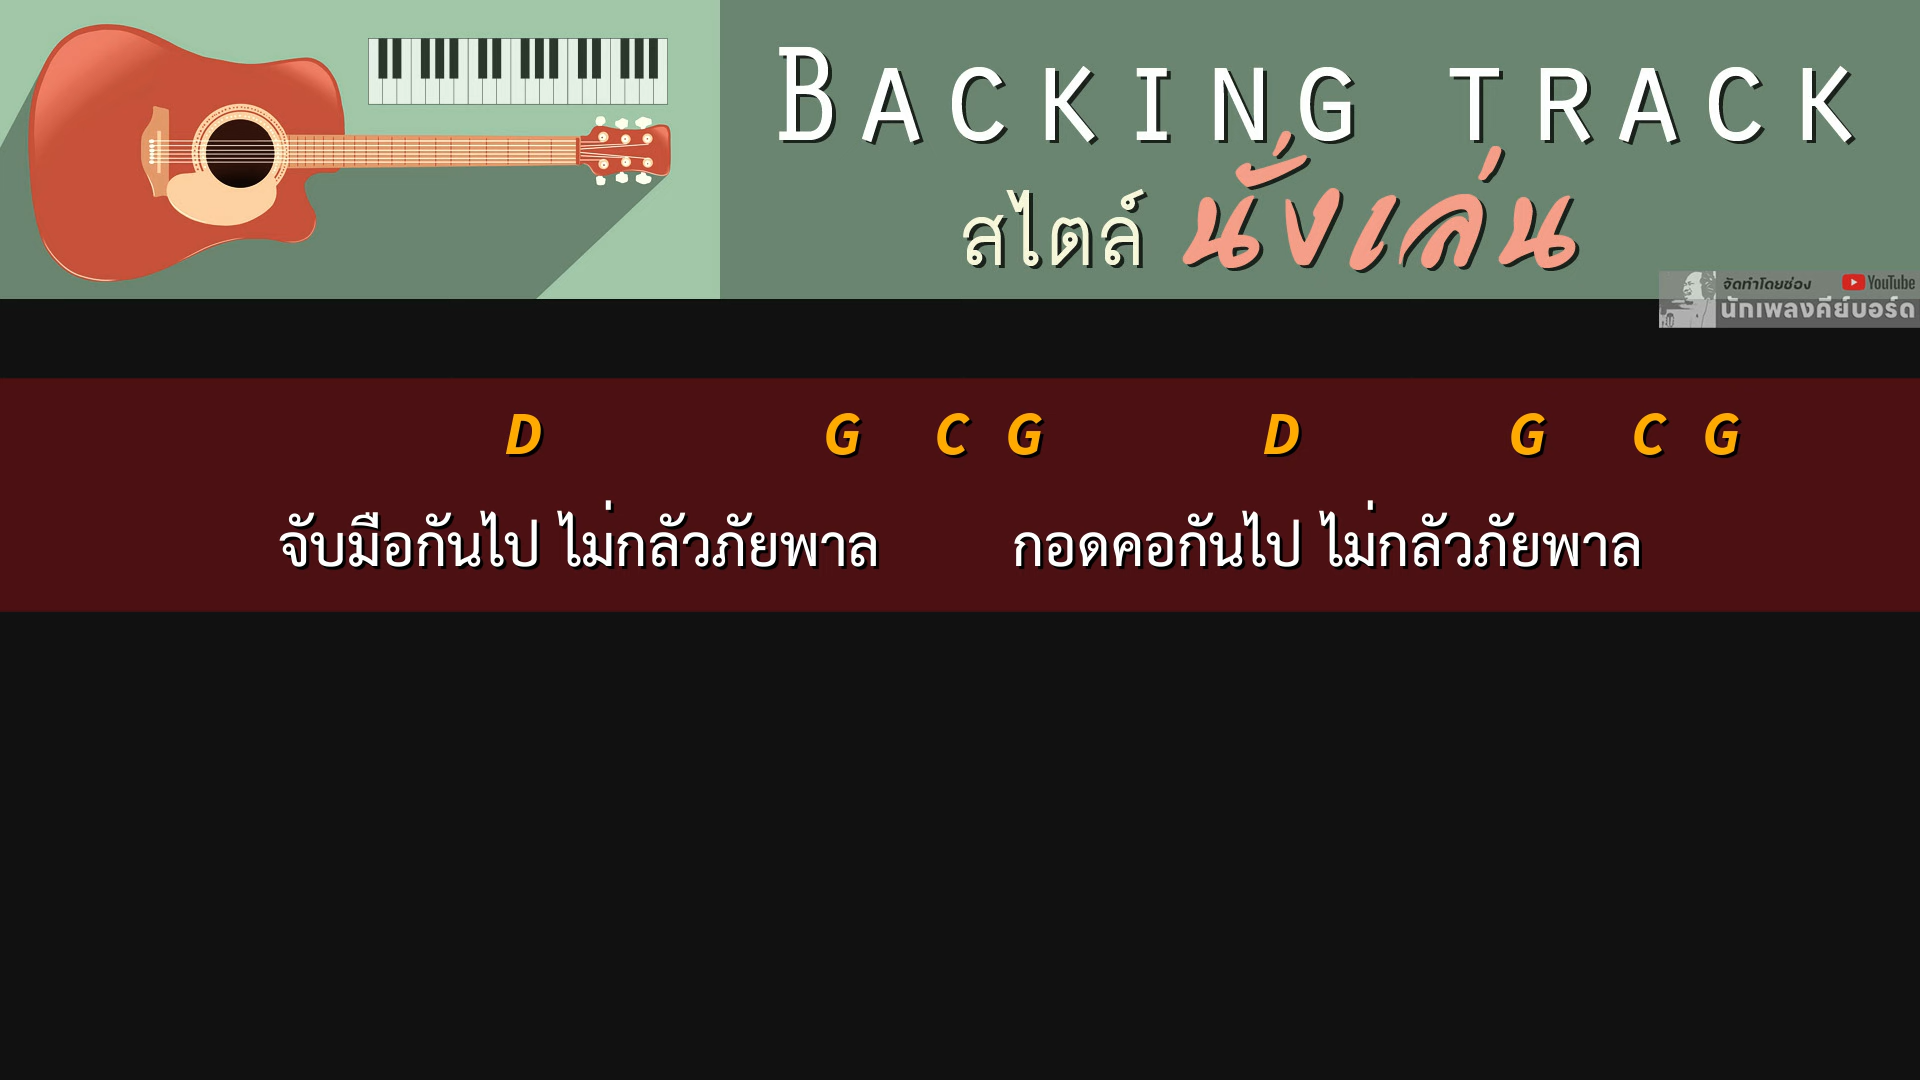 BACKING TRACK
สไตล์ นั่งเล่น
จัดทำโดยช่อง YouTube
นักเพลงคีย์บอร์ด
D G C G D G C G
จับมือกันไป ไม่กลัวภัยพาล กอดคอกันไป ไม่กลัวภัยพาล